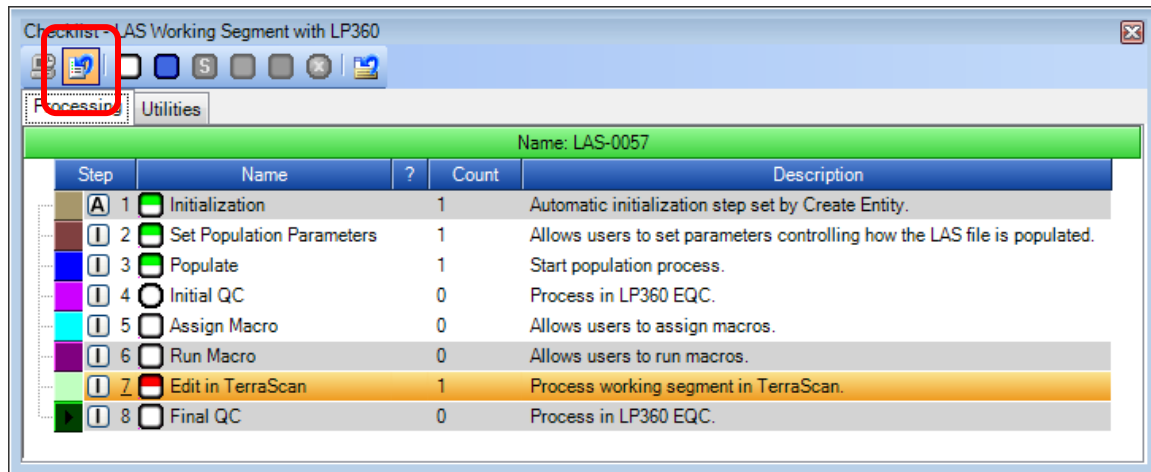 Checklist - LAS Working Segment with LP360
S
Processing Utilities
Name: LAS-0057
Step Name ? Count Description
A 1 Initialization 1 Automatic initialization step set by Create Entity.
I 2 Set Population Parameters 1 Allows users to set parameters controlling how the LAS file is populated.
I 3 Populate 1 Start population process.
I 4 Initial QC 0 Process in LP360 EQC.
I 5 Assign Macro 0 Allows users to assign macros.
I 6 Run Macro 0 Allows users to run macros.
I 7 Edit in TerraScan 1 Process working segment in TerraScan.
I 8 Final QC 0 Process in LP360 EQC.